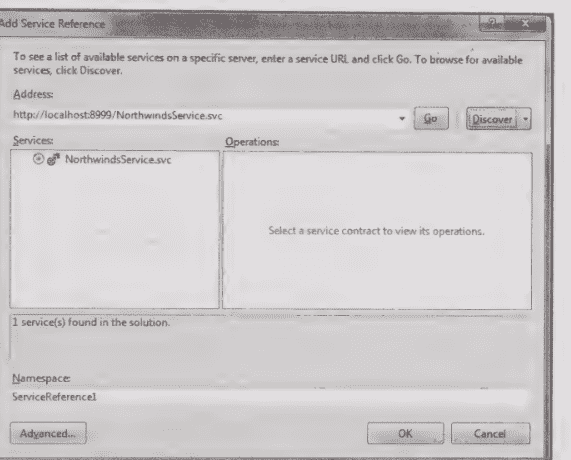 Add Service Reference
To see a list of available services on a specific server, enter a service URL and click Go. To browse for available
services, click Discover.
Address:
http://localhost:8999/NorthwindsService.svc
Go
Discover
Services:
Operations:
NorthwindsService.svc
Select a service contract to view its operations.
1 service(s) found in the solution.
Namespace:
ServiceReference1
Advanced...
OK
Cancel